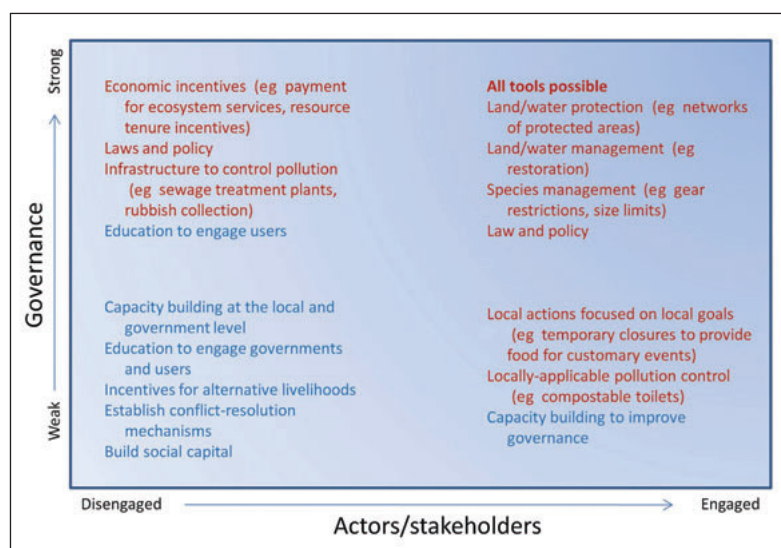 Strong
Governance
Weak
Economic incentives (eg payment
for ecosystem services, resource
tenure incentives)
Laws and policy
Infrastructure to control pollution
(eg sewage treatment plants,
rubbish collection)
Education to engage users
All tools possible
Land/water protection (eg networks
of protected areas)
Land/water management (eg
restoration)
Species management (eg gear
restrictions, size limits)
Law and policy
Capacity building at the local and
government level
Education to engage governments
and users
Incentives for alternative livelihoods
Establish conflict-resolution
mechanisms
Build social capital
Local actions focused on local goals
(eg temporary closures to provide
food for customary events)
Locally-applicable pollution control
(eg compostable toilets)
Capacity building to improve
governance
Disengaged
Engaged
Actors/stakeholders